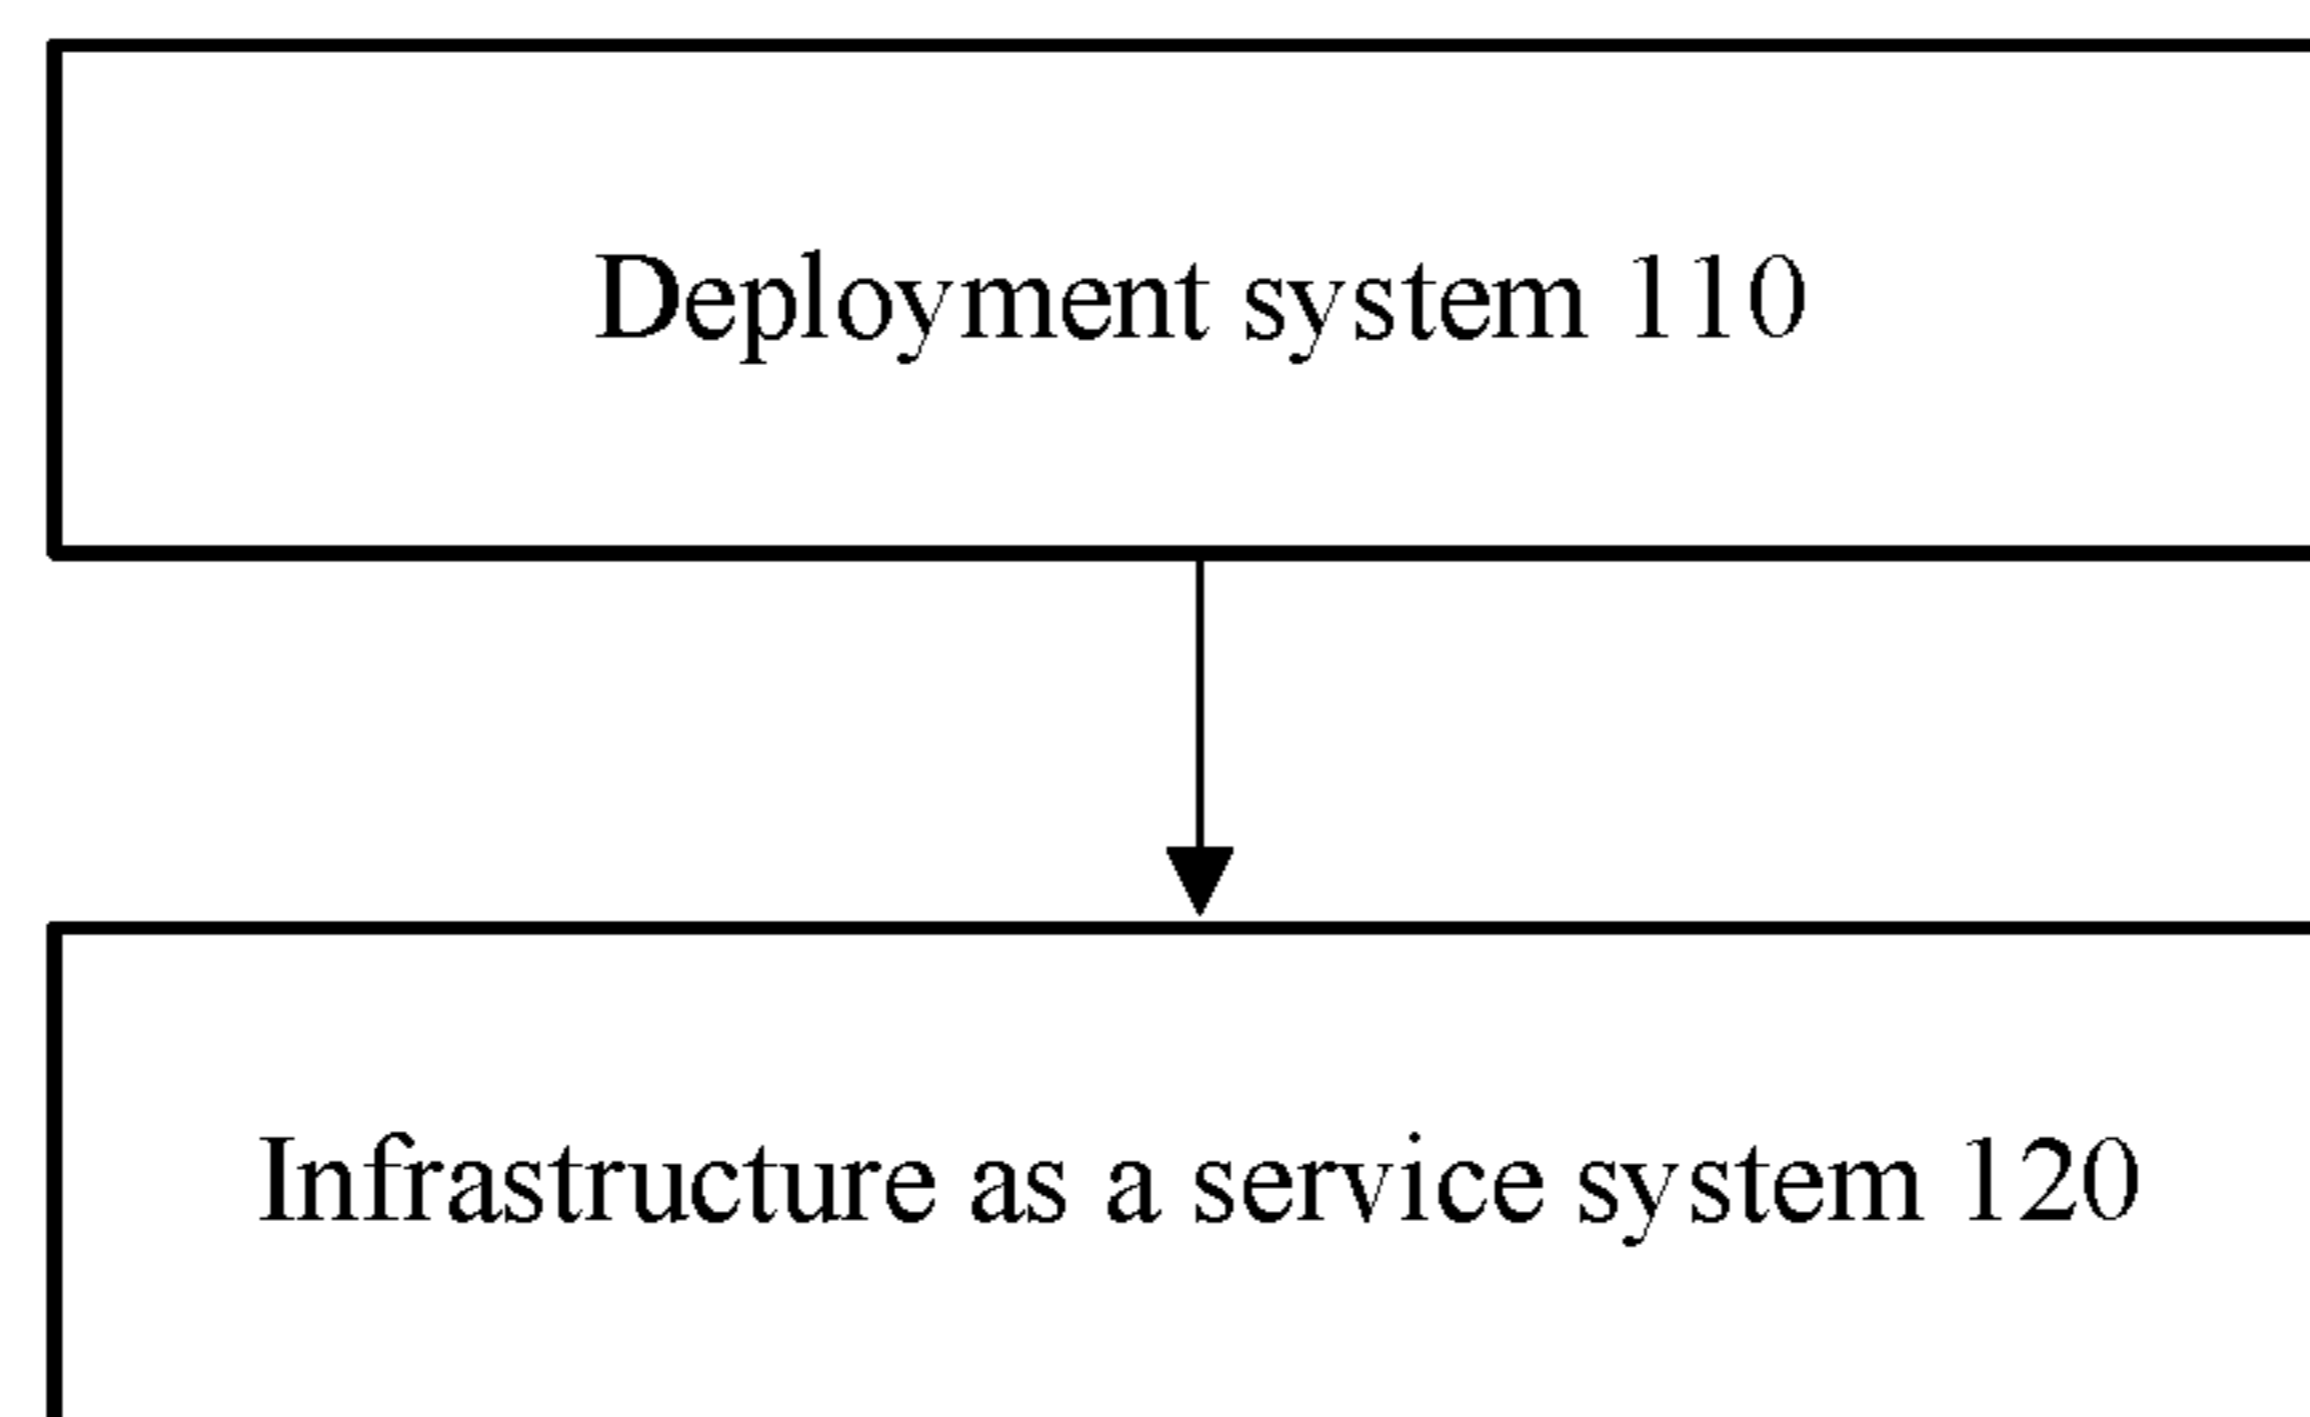 Deployment system 110
Infrastructure as a service system 120